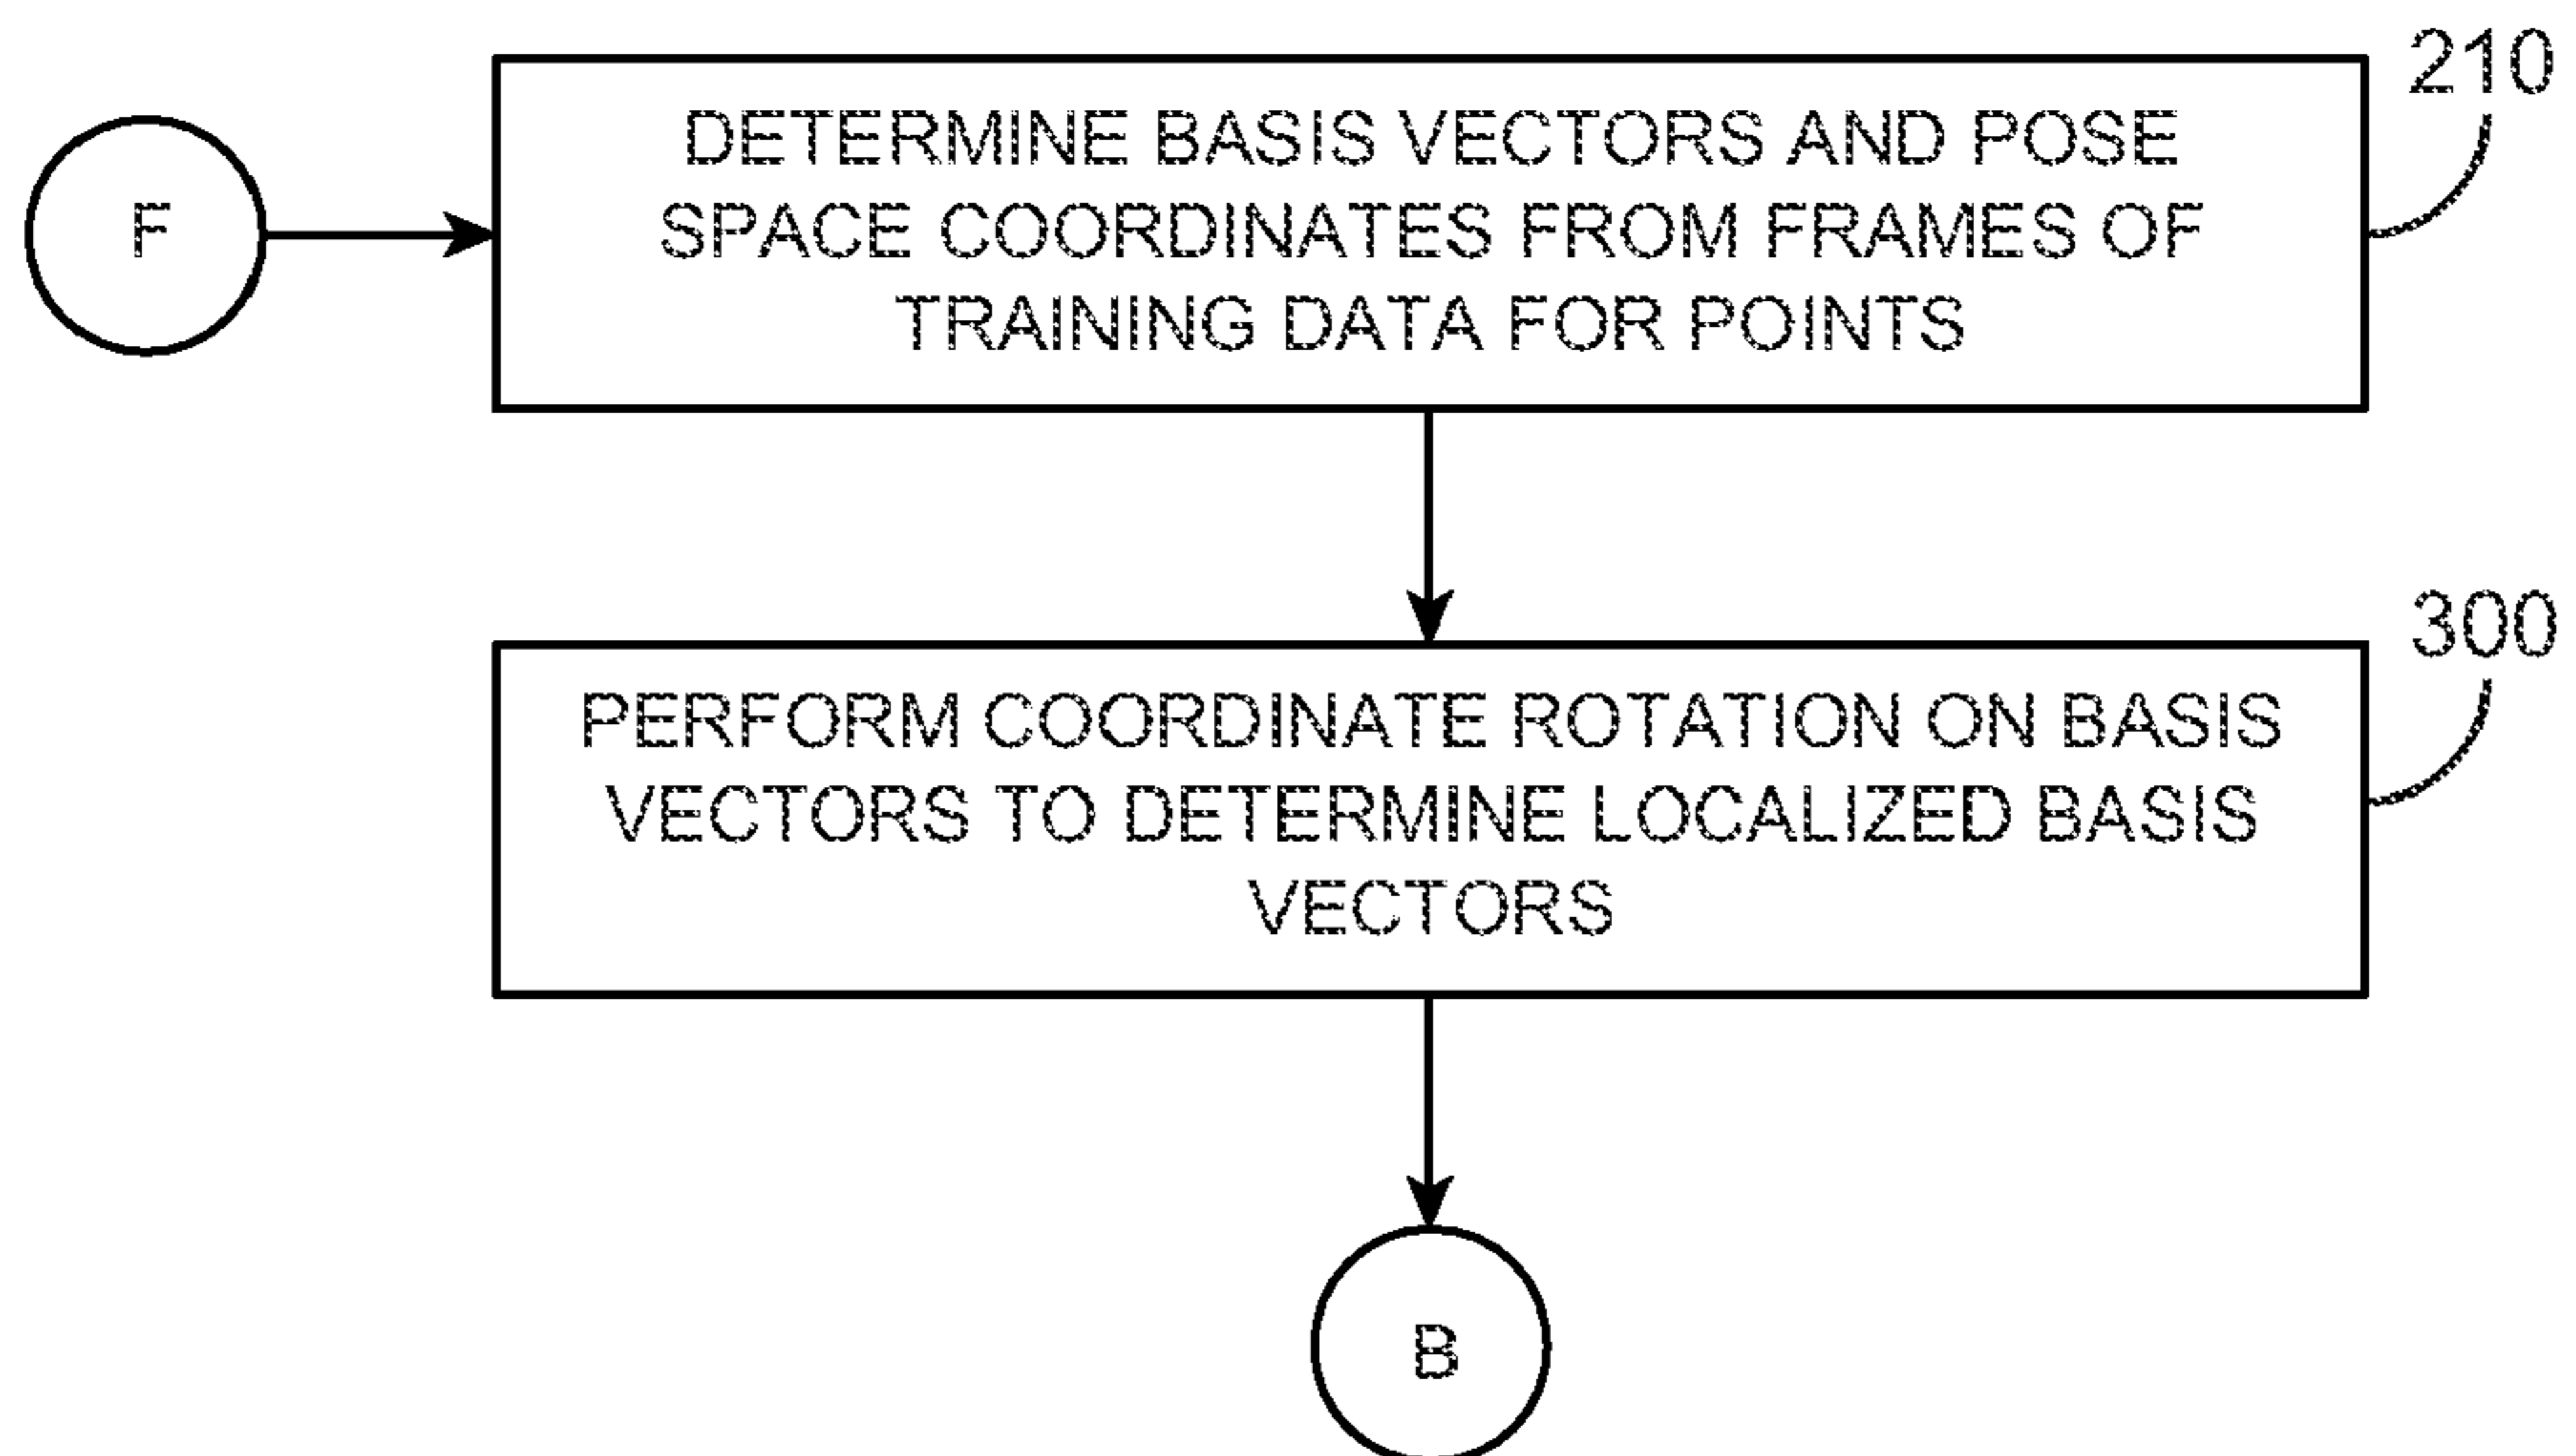 210
F
DETERMINE BASIS VECTORS AND POSE
SPACE COORDINATES FROM FRAMES OF
TRAINING DATA FOR POINTS
300
PERFORM COORDINATE ROTATION ON BASIS
VECTORS TO DETERMINE LOCALIZED BASIS
VECTORS
B